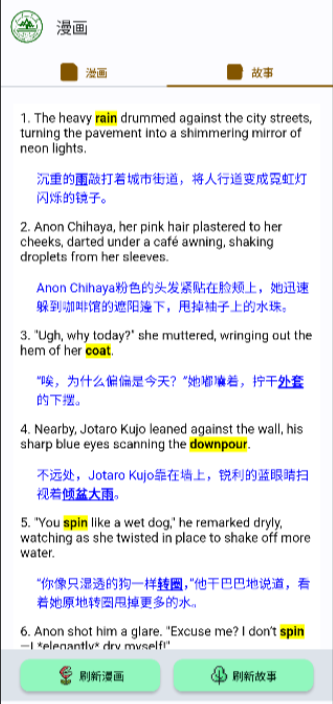 漫画
漫画 故事
1. The heavy rain drummed against the city streets,
turning the pavement into a shimmering mirror of
neon lights.
沉重的雨敲打着城市街道，将人行道变成霓虹灯
闪烁的镜子。
2. Anon Chihaya, her pink hair plastered to her
cheeks, darted under a café awning, shaking
droplets from her sleeves.
Anon Chihaya粉色的头发紧贴在脸颊上，她迅速
躲到咖啡馆的遮阳篷下，甩掉袖子上的水珠。
3. "Ugh, why today?" she muttered, wringing out the
hem of her coat.
"唉，为什么偏偏是今天？"她嘟囔着，拧干外套
的下摆。
4. Nearby, Jotaro Kujo leaned against the wall, his
sharp blue eyes scanning the downpour.
不远处，Jotaro Kujo靠在墙上，锐利的蓝眼睛扫
视着倾盆大雨。
5. "You spin like a wet dog," he remarked dryly,
watching as she twisted in place to shake off more
water.
"你像只湿透的狗一样转圈，"他干巴巴地说道，看
着她原地转圈甩掉更多的水。
6. Anon shot him a glare. "Excuse me? I don't spin
—I *elegantly* dry myself!"
刷新漫画 刷新故事